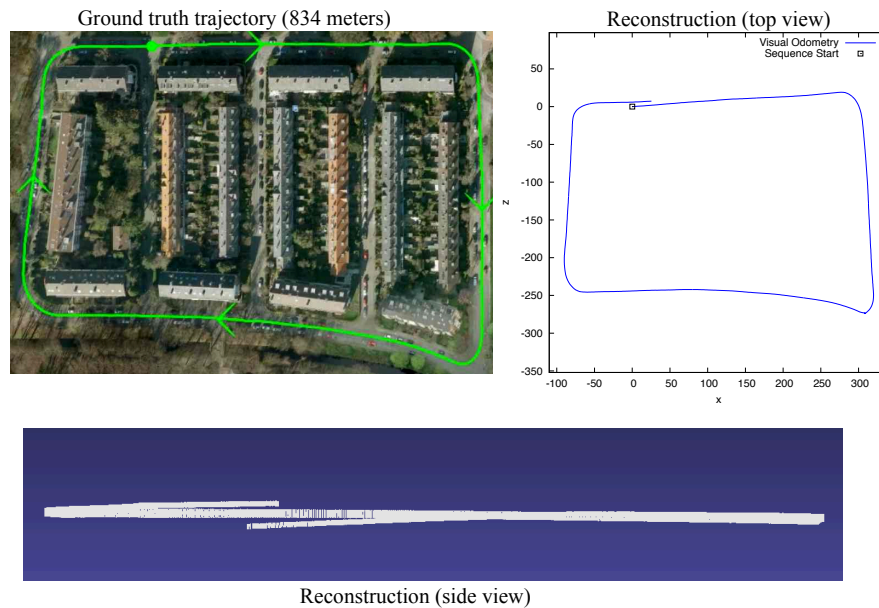 Ground truth trajectory (834 meters)
Reconstruction (top view)
Visual Odometry
Sequence Start
50
0
-50
-100
-150
-200
-250
-300
-350
z
-100 -50 0 50 100 150 200 250 300
x
Reconstruction (side view)